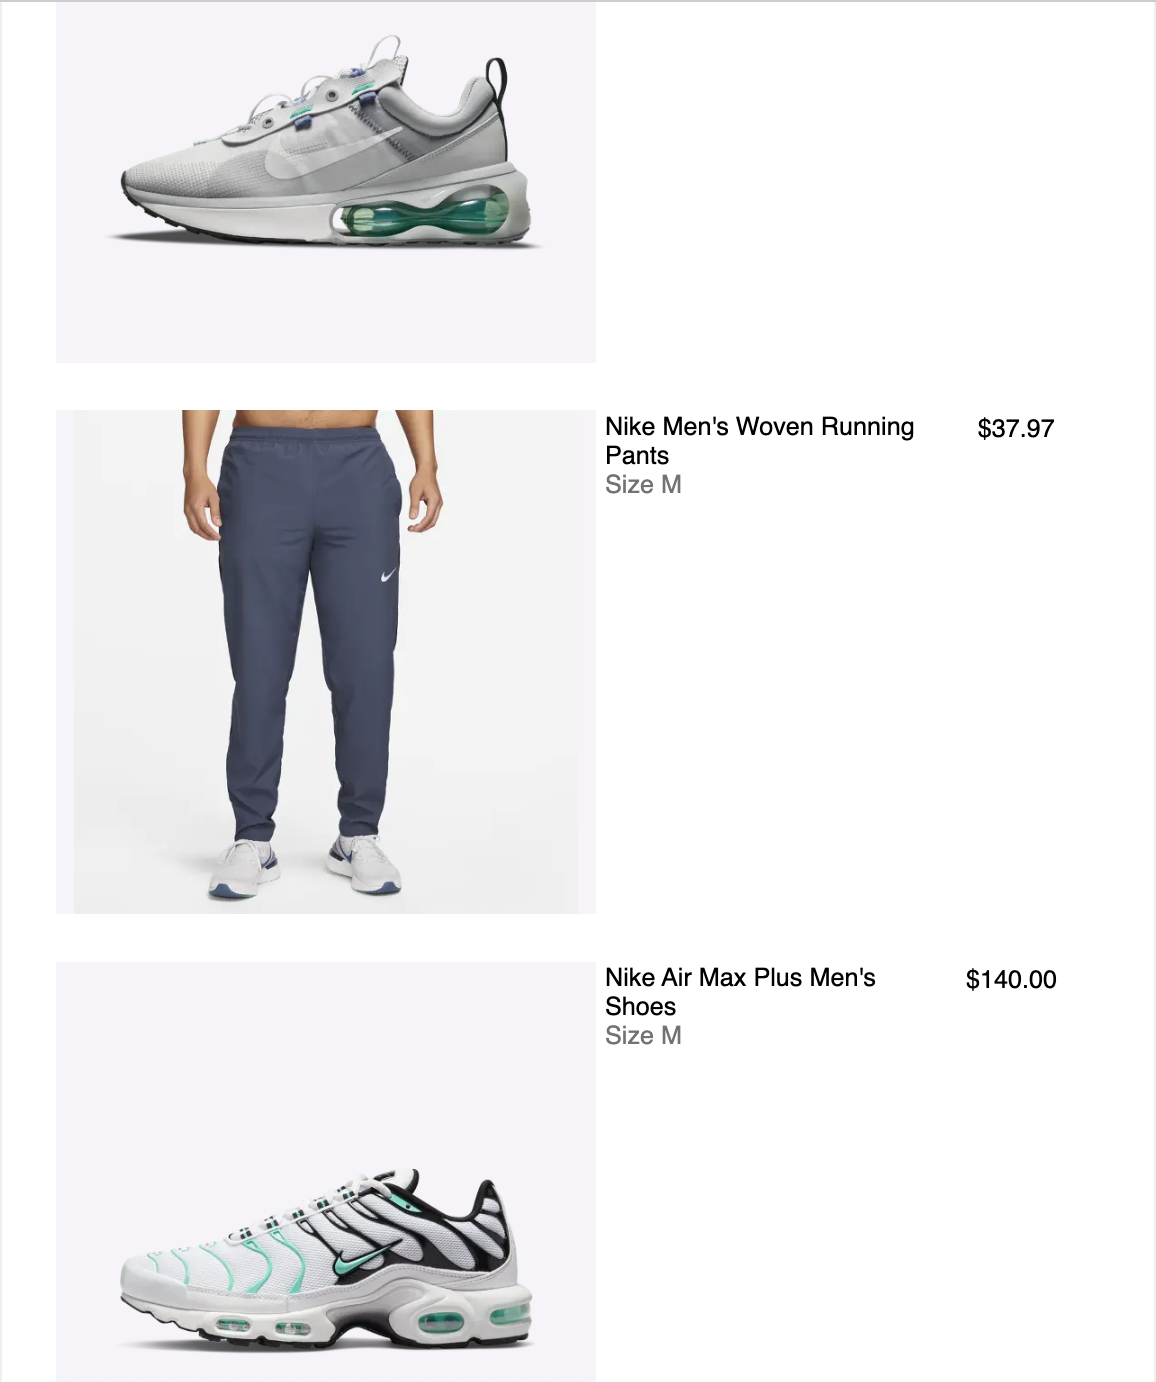 Nike Men's Woven Running
Pants
Size M
$37.97
Nike Air Max Plus Men's
Shoes
Size M
$140.00